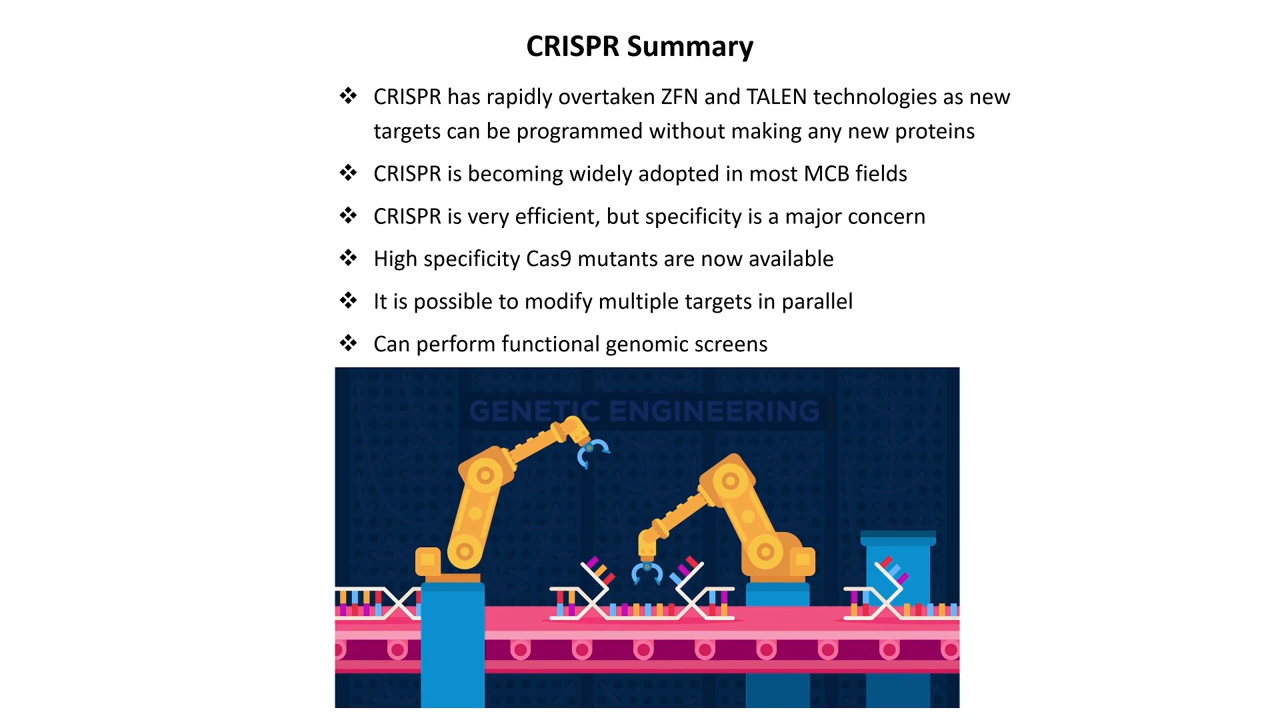 CRISPR Summary
❖ CRISPR has rapidly overtaken ZFN and TALEN technologies as new
targets can be programmed without making any new proteins
❖ CRISPR is becoming widely adopted in most MCB fields
❖ CRISPR is very efficient, but specificity is a major concern
❖ High specificity Cas9 mutants are now available
❖ It is possible to modify multiple targets in parallel
❖ Can perform functional genomic screens
GENETIC ENGINEERING